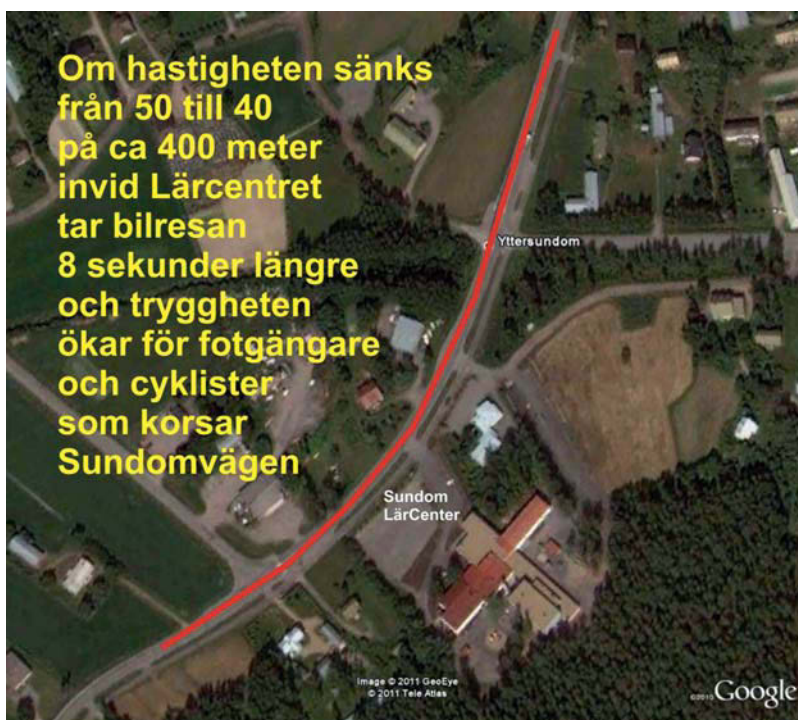 Om hastigheten sänks
från 50 till 40
på ca 400 meter
invid Lärcentret
tar bilresan
8 sekunder längre
och tryggheten
ökar för fotgängare
och cyklister
som korsar
Sundomvägen
Yttersundom
Sundom
LärCenter
Image © 2011 GeoEye
© 2011 Tele Atlas
©2010 Google